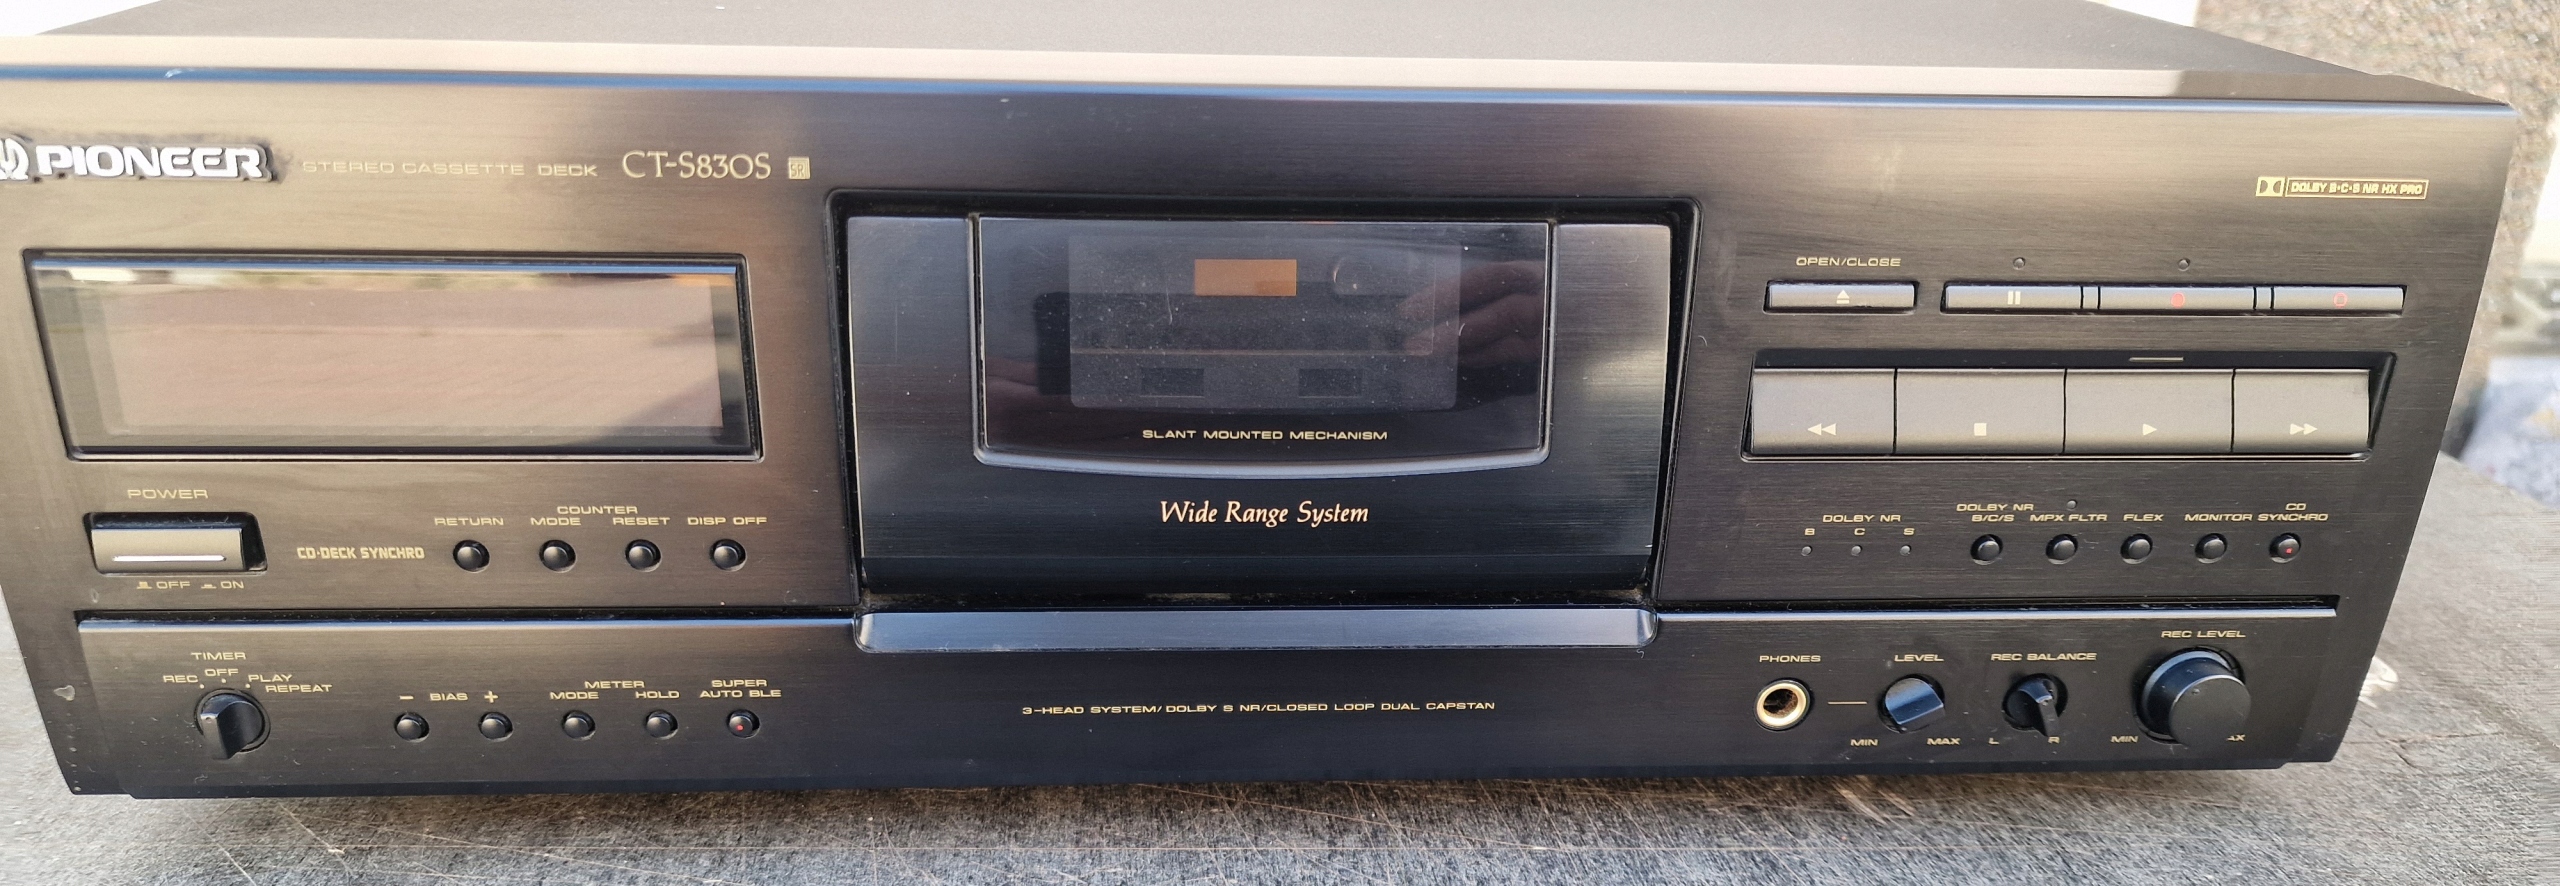 PIONEER STEREO CASSETTE DECK CT-S830S SR
DOLBY B·C·S NR HX PRO
OPEN/CLOSE
SLANT MOUNTED MECHANISM
Wide Range System
POWER
OFF ON
CD·DECK SYNCHRO
COUNTER
RETURN MODE RESET DISP OFF
DOLBY NR
B C S
DOLBY NR
B/C/S MPX FLTR FLEX MONITOR
CD
SYNCHRO
TIMER
REC OFF PLAY
REPEAT
− BIAS +
METER
MODE HOLD
SUPER
AUTO BLE
3-HEAD SYSTEM/DOLBY S NR/CLOSED LOOP DUAL CAPSTAN
PHONES
LEVEL
MIN MAX
REC BALANCE
L R
REC LEVEL
MIN